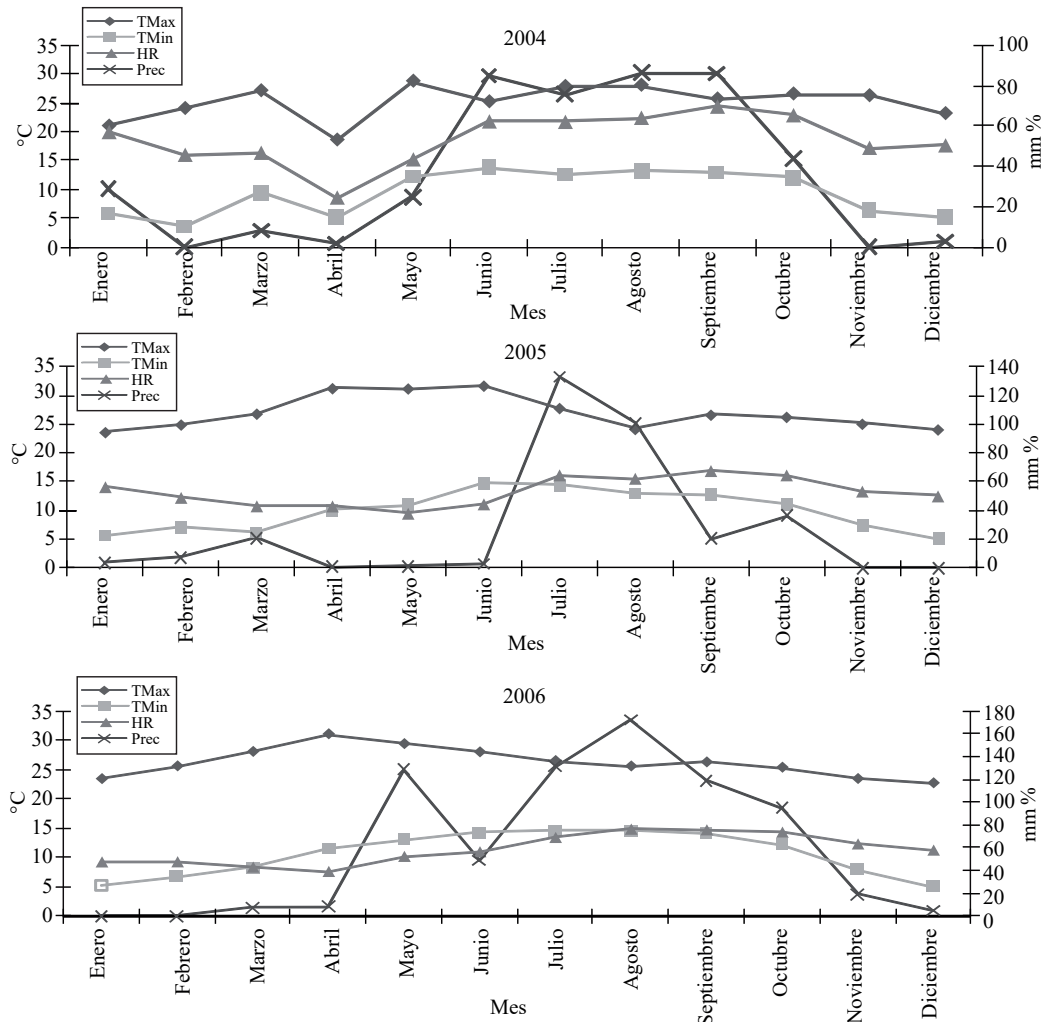 TMax
TMin
HR
Prec
2004
35
30
25
20
15
10
5
0
°C
100
80
60
40
20
0
mm %
Enero
Febrero
Marzo
Abril
Mayo
Junio
Julio
Agosto
Septiembre
Octubre
Noviembre
Diciembre
Mes
TMax
TMin
HR
Prec
2005
35
30
25
20
15
10
5
0
°C
140
120
100
80
60
40
20
0
mm %
Enero
Febrero
Marzo
Abril
Mayo
Junio
Julio
Agosto
Septiembre
Octubre
Noviembre
Diciembre
Mes
TMax
TMin
HR
Prec
2006
35
30
25
20
15
10
5
0
°C
180
160
140
120
100
80
60
40
20
0
mm %
Enero
Febrero
Marzo
Abril
Mayo
Junio
Julio
Agosto
Septiembre
Octubre
Noviembre
Diciembre
Mes